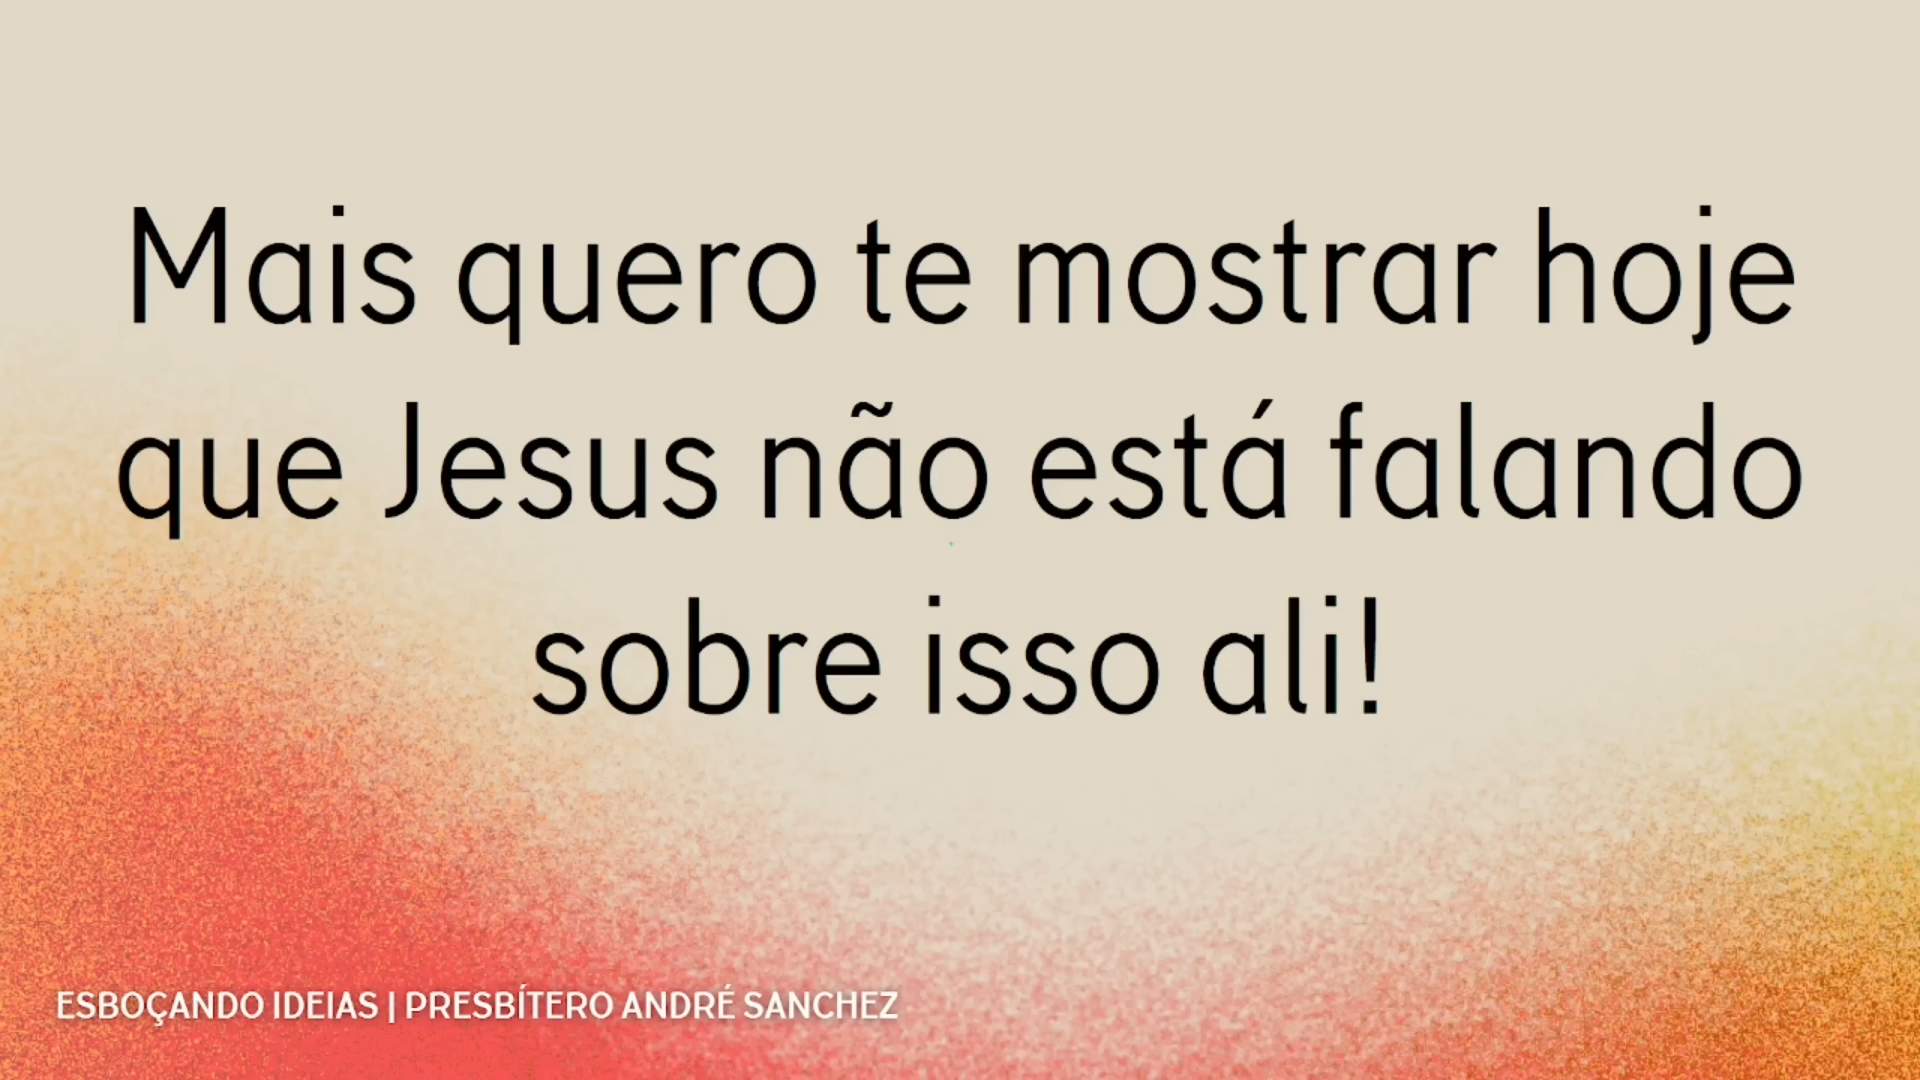 Mais quero te mostrar hoje
que Jesus não está falando
sobre isso ali!
ESBOÇANDO IDEIAS | PRESBÍTERO ANDRÉ SANCHEZ